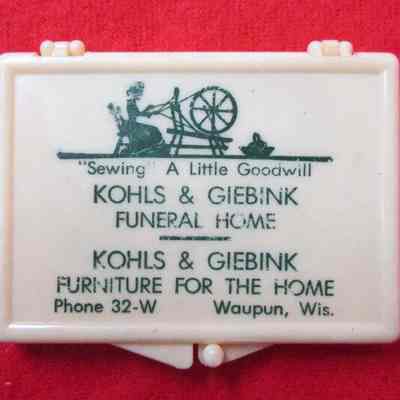 "Sewing" A Little Goodwill
KOHLS & GIEBINK
FUNERAL HOME
KOHLS & GIEBINK
FURNITURE FOR THE HOME
Phone 32-W Waupun, Wis.